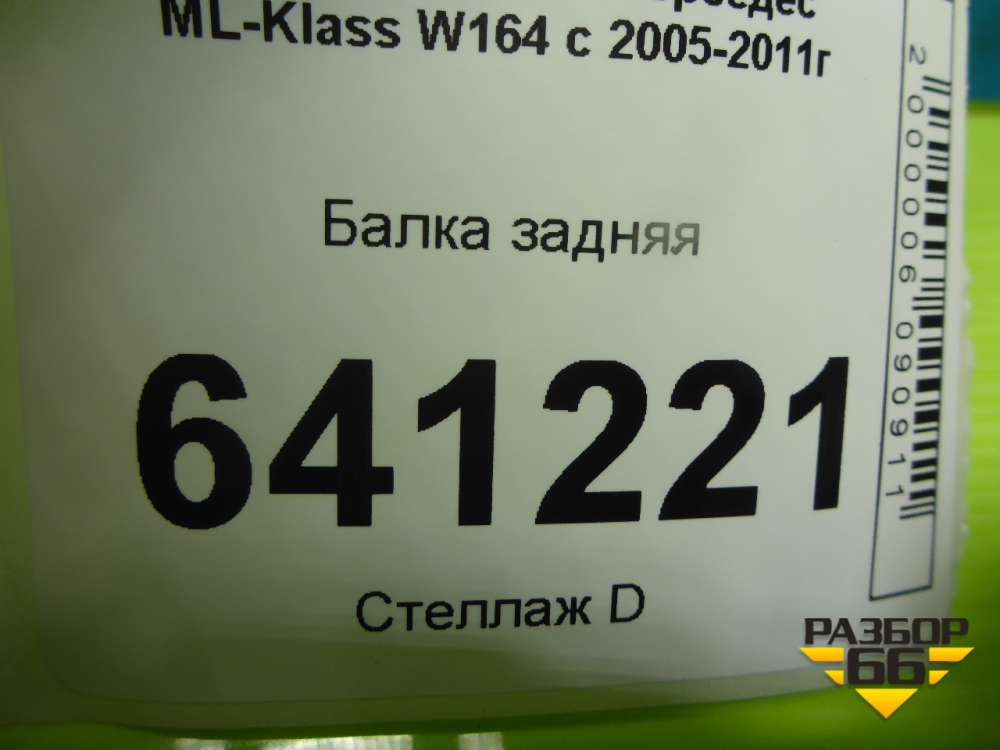 ML-Klass W164 с 2005-2011г
Балка задняя
641221
Стеллаж D
2000006090911
РАЗБОР
66